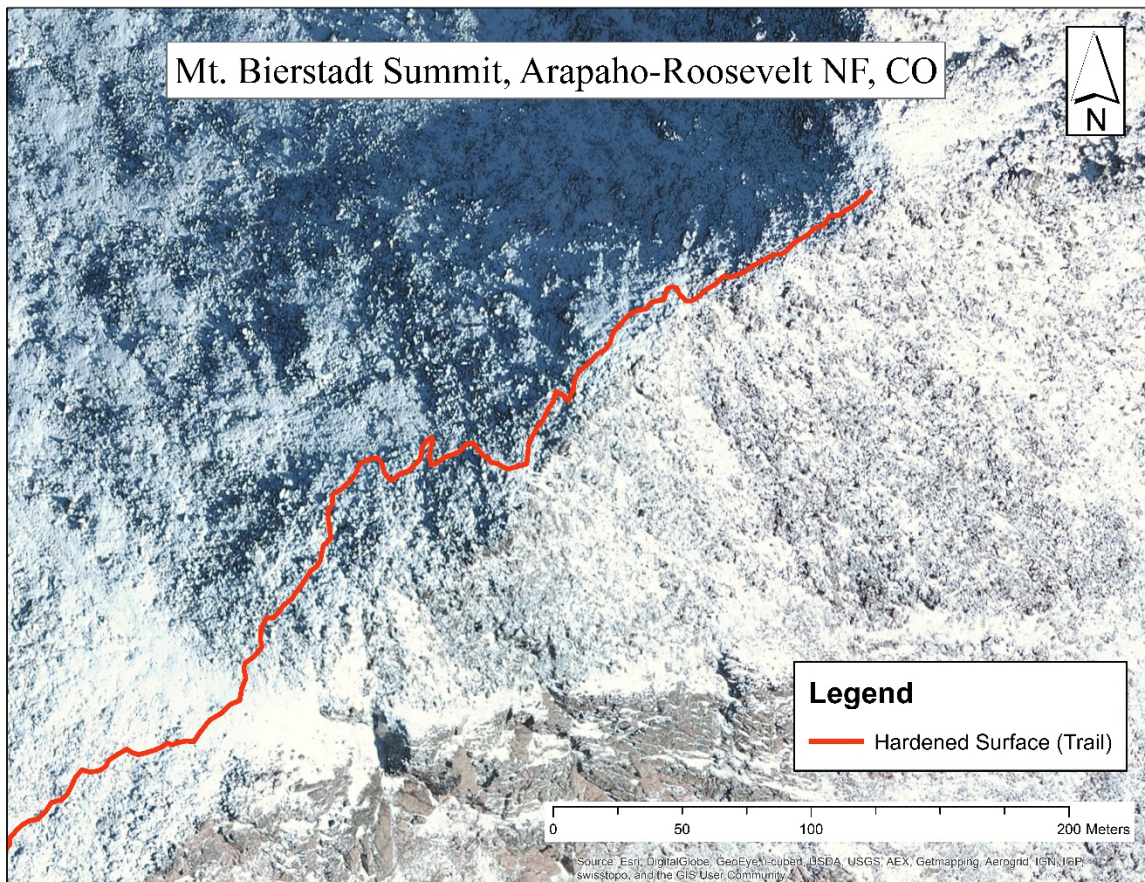 Mt. Bierstadt Summit, Arapaho-Roosevelt NF, CO
N
Legend
Hardened Surface (Trail)
0 50 100 200 Meters
Source: Esri, DigitalGlobe, GeoEye, i-cubed, USDA, USGS, AEX, Getmapping, Aerogrid, IGN, IGP,
swisstopo, and the GIS User Community